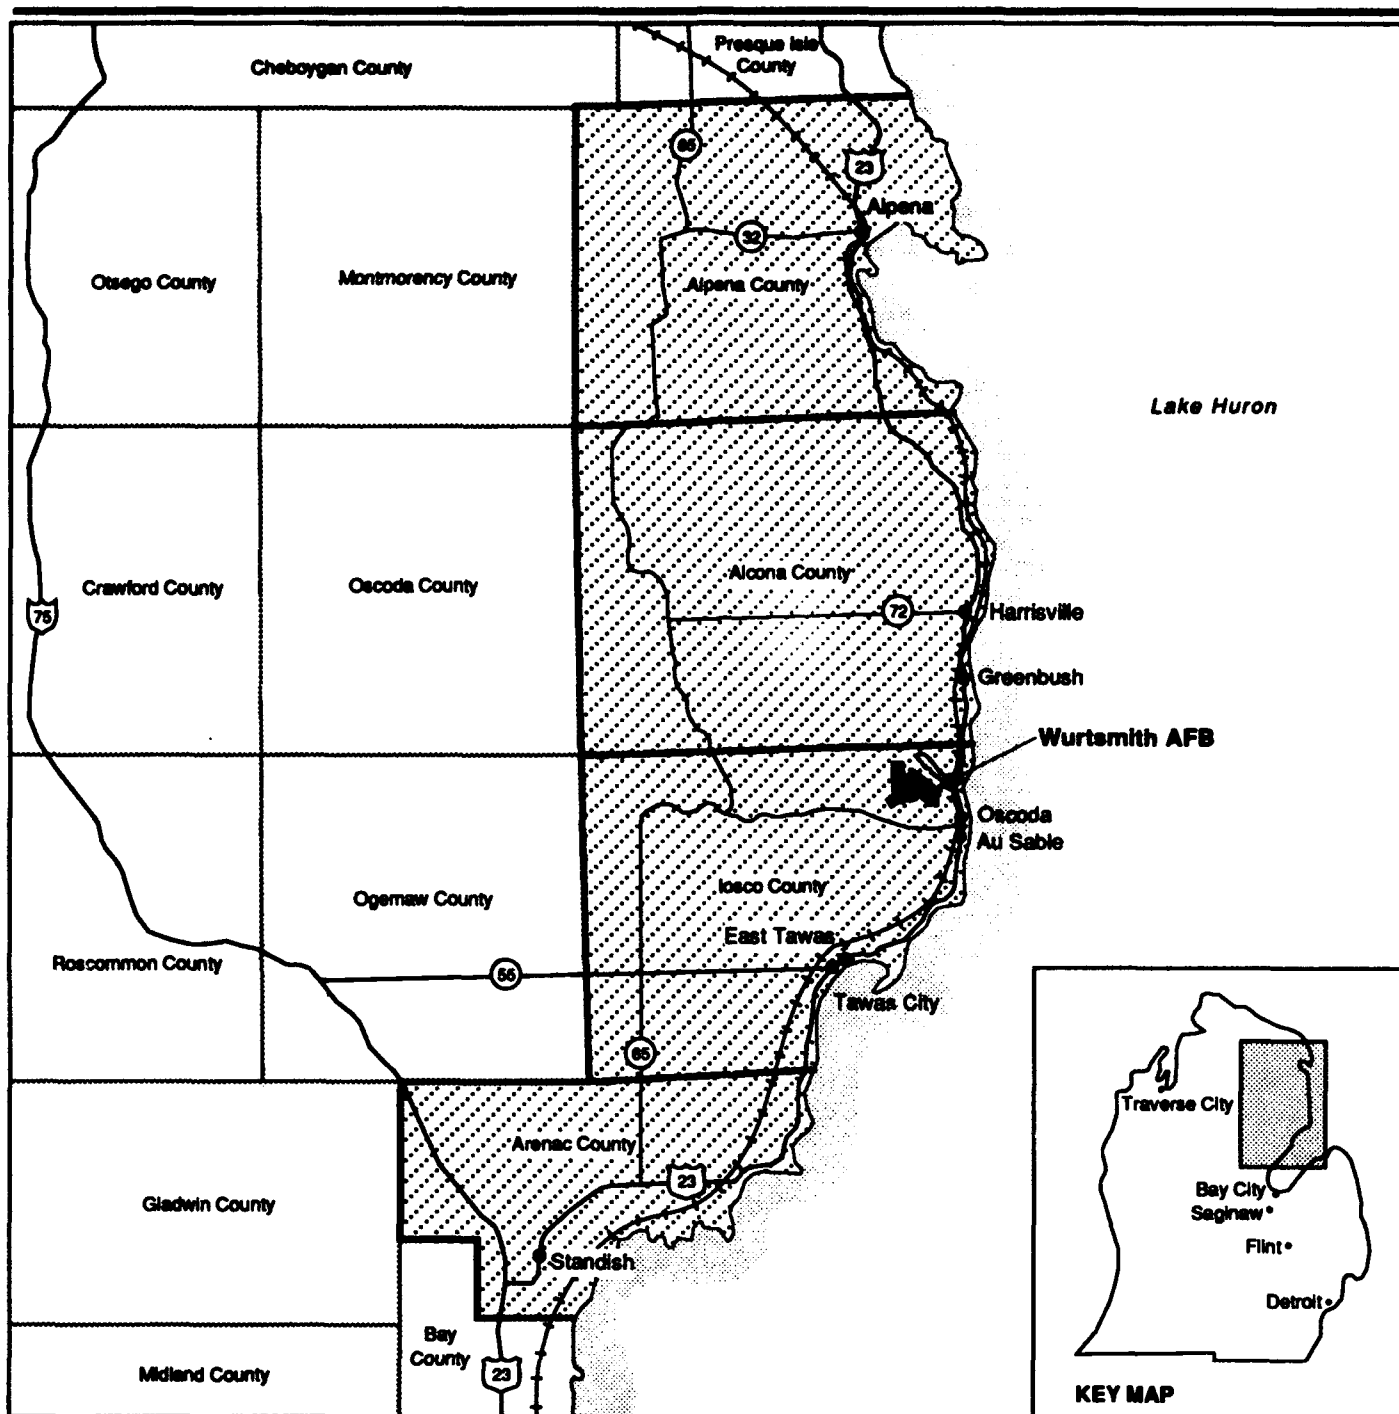 Presque Isle
County
Cheboygan County
65
23
Alpena
32
Otsego County
Montmorency County
Alpena County
Lake Huron
Crawford County
Oscoda County
Alcona County
75
72
Harrisville
Greenbush
Wurtsmith AFB
Oscoda
Au Sable
Iosco County
Ogemaw County
East Tawas
Roscommon County
55
Tawas City
65
Traverse City
Arenac County
23
Gladwin County
Bay City
Saginaw
Flint
Standish
Detroit
Bay
County
Midland County
23
KEY MAP